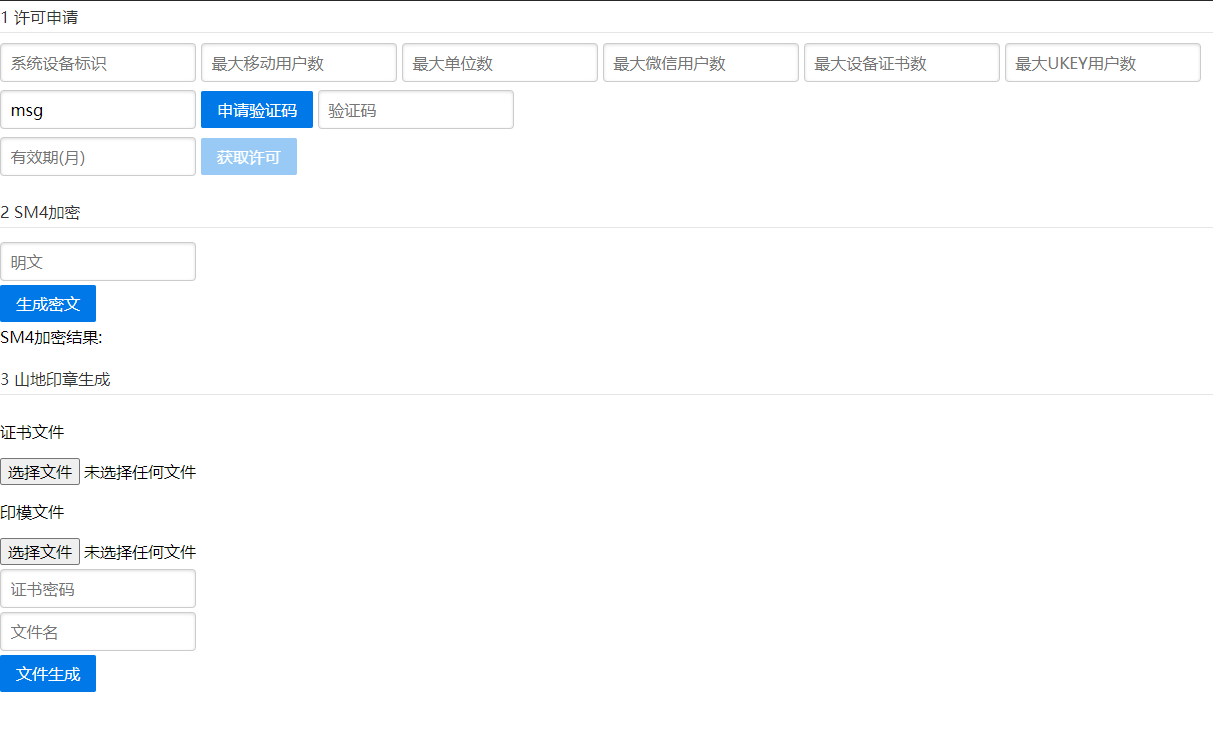 1 许可申请
系统设备标识 最大移动用户数 最大单位数 最大微信用户数 最大设备证书数 最大UKEY用户数
msg 申请验证码 验证码
有效期(月) 获取许可
2 SM4加密
明文
生成密文
SM4加密结果:
3 山地印章生成
证书文件
选择文件 未选择任何文件
印模文件
选择文件 未选择任何文件
证书密码
文件名
文件生成